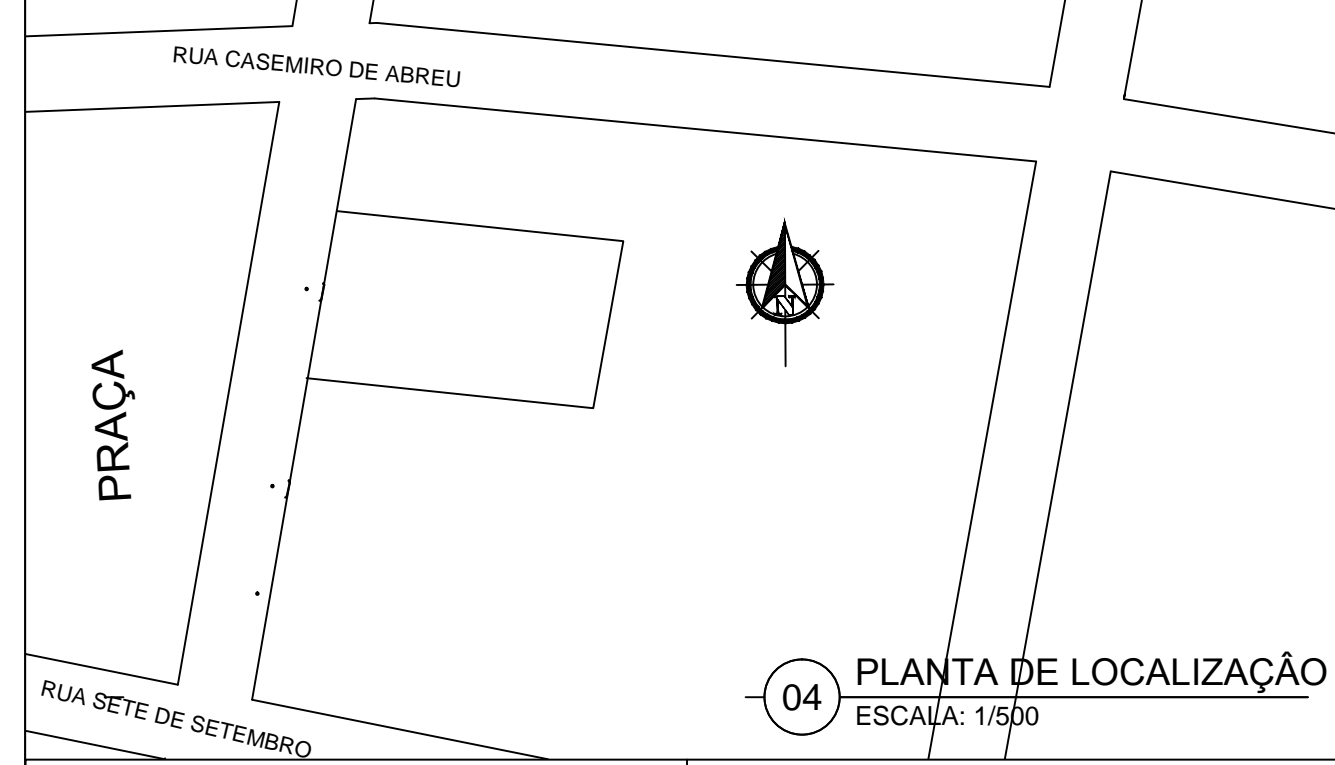 RUA CASEMIRO DE ABREU
N
PRAÇA
RUA SETE DE SETEMBRO
04
PLANTA DE LOCALIZAÇÂO
ESCALA: 1/500